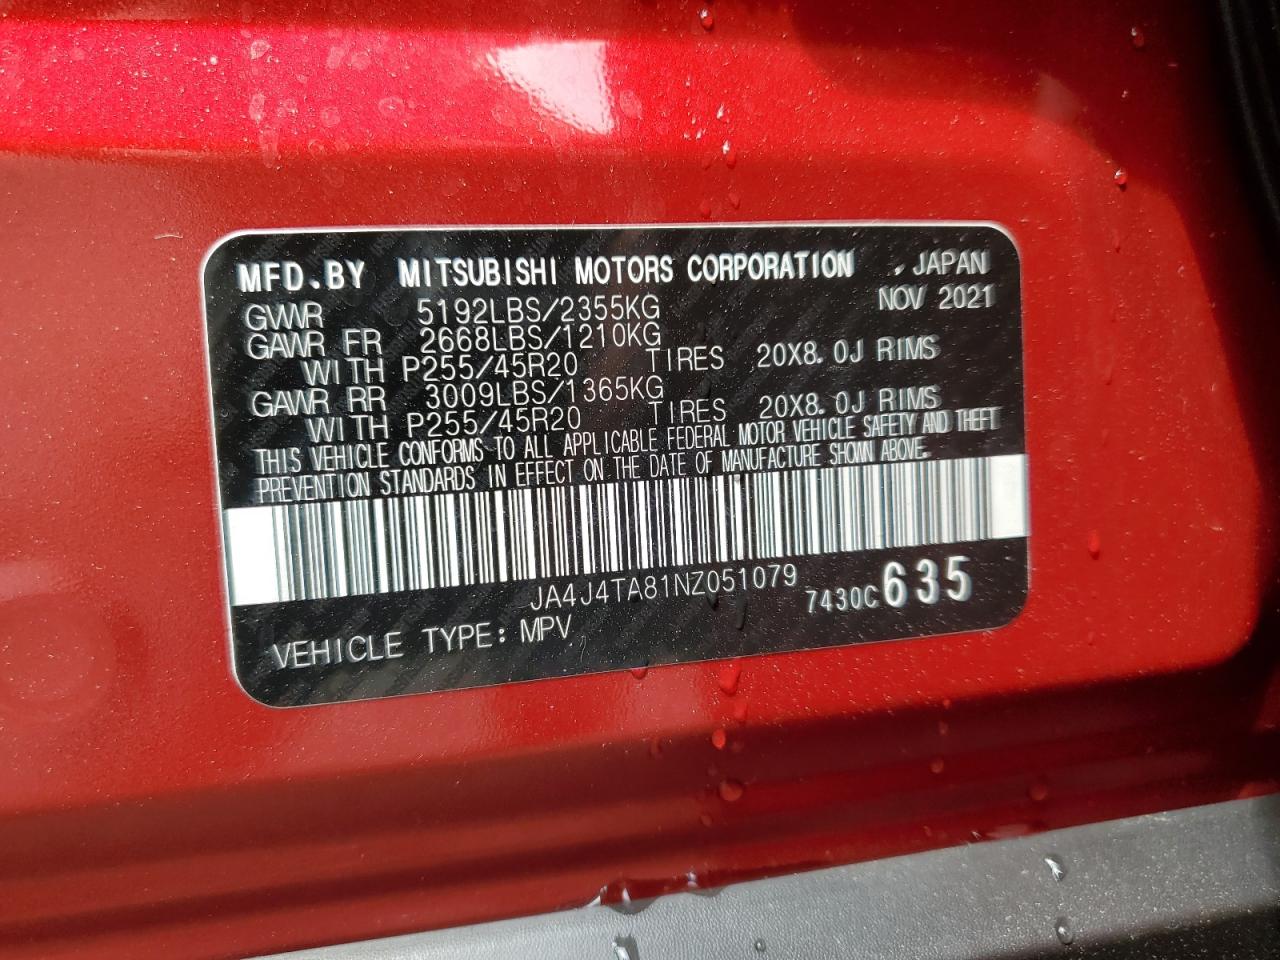 MFD.BY MITSUBISHI MOTORS CORPORATION , JAPAN
GVWR 5192LBS/2355KG NOV 2021
GAWR FR 2668LBS/1210KG
WITH P255/45R20 TIRES 20X8.0J RIMS
GAWR RR 3009LBS/1365KG
WITH P255/45R20 TIRES 20X8.0J RIMS
THIS VEHICLE CONFORMS TO ALL APPLICABLE FEDERAL MOTOR VEHICLE SAFETY AND THEFT
PREVENTION STANDARDS IN EFFECT ON THE DATE OF MANUFACTURE SHOWN ABOVE.
JA4J4TA81NZ051079
7430C635
VEHICLE TYPE: MPV